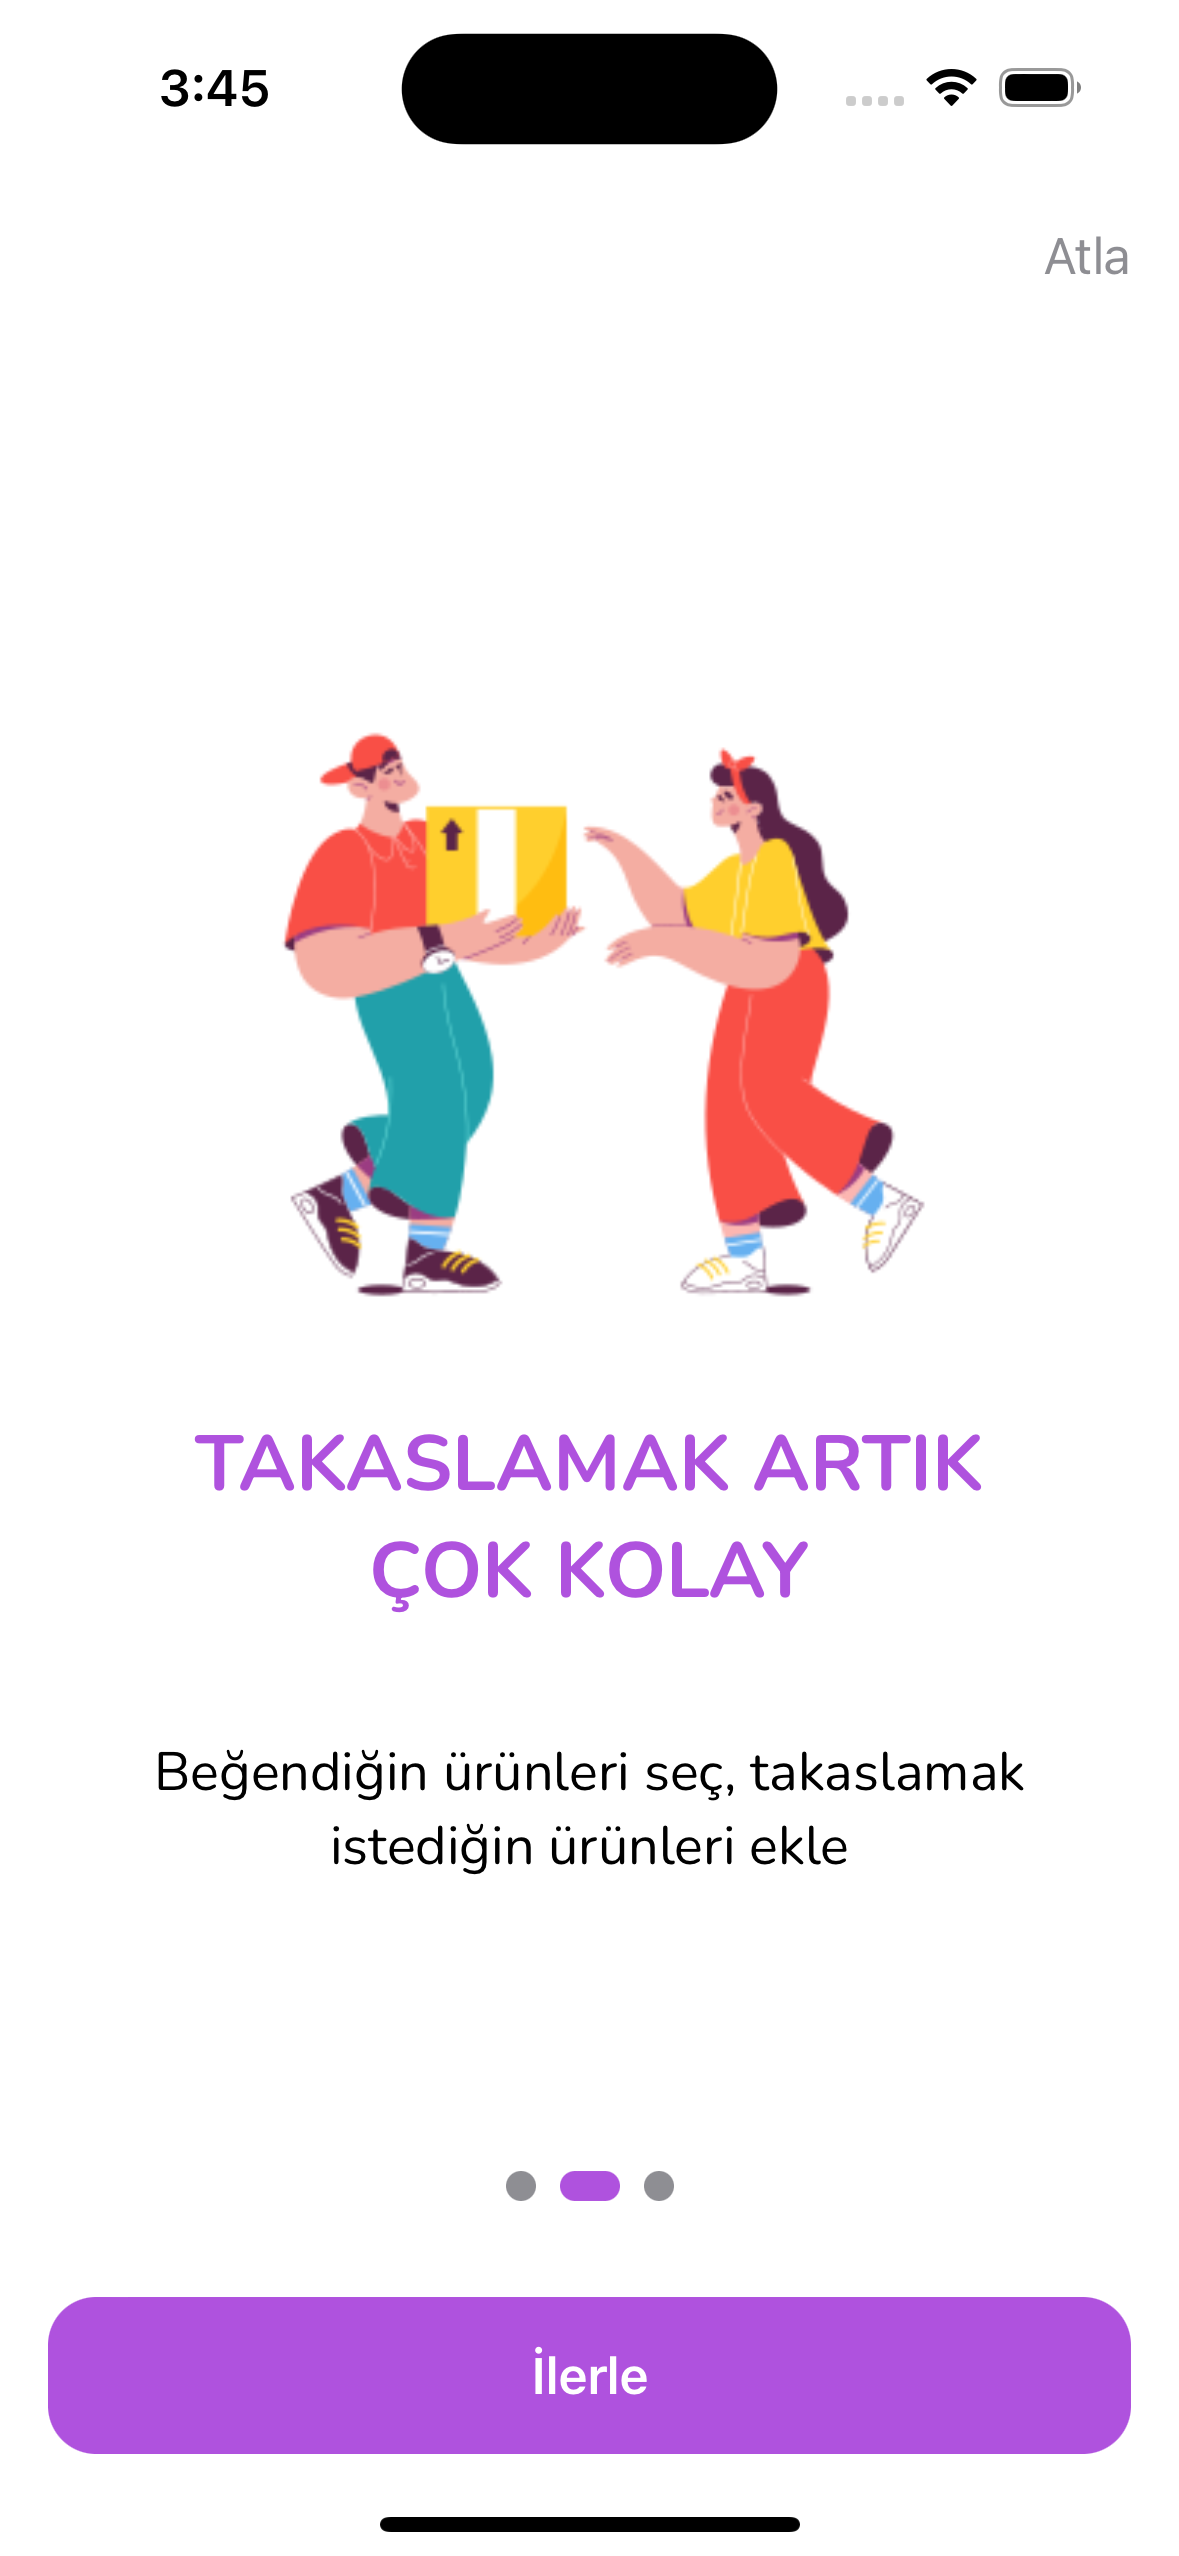 3:45
Atla
TAKASLAMAK ARTIK
ÇOK KOLAY
Beğendiğin ürünleri seç, takaslamak
istediğin ürünleri ekle
İlerle